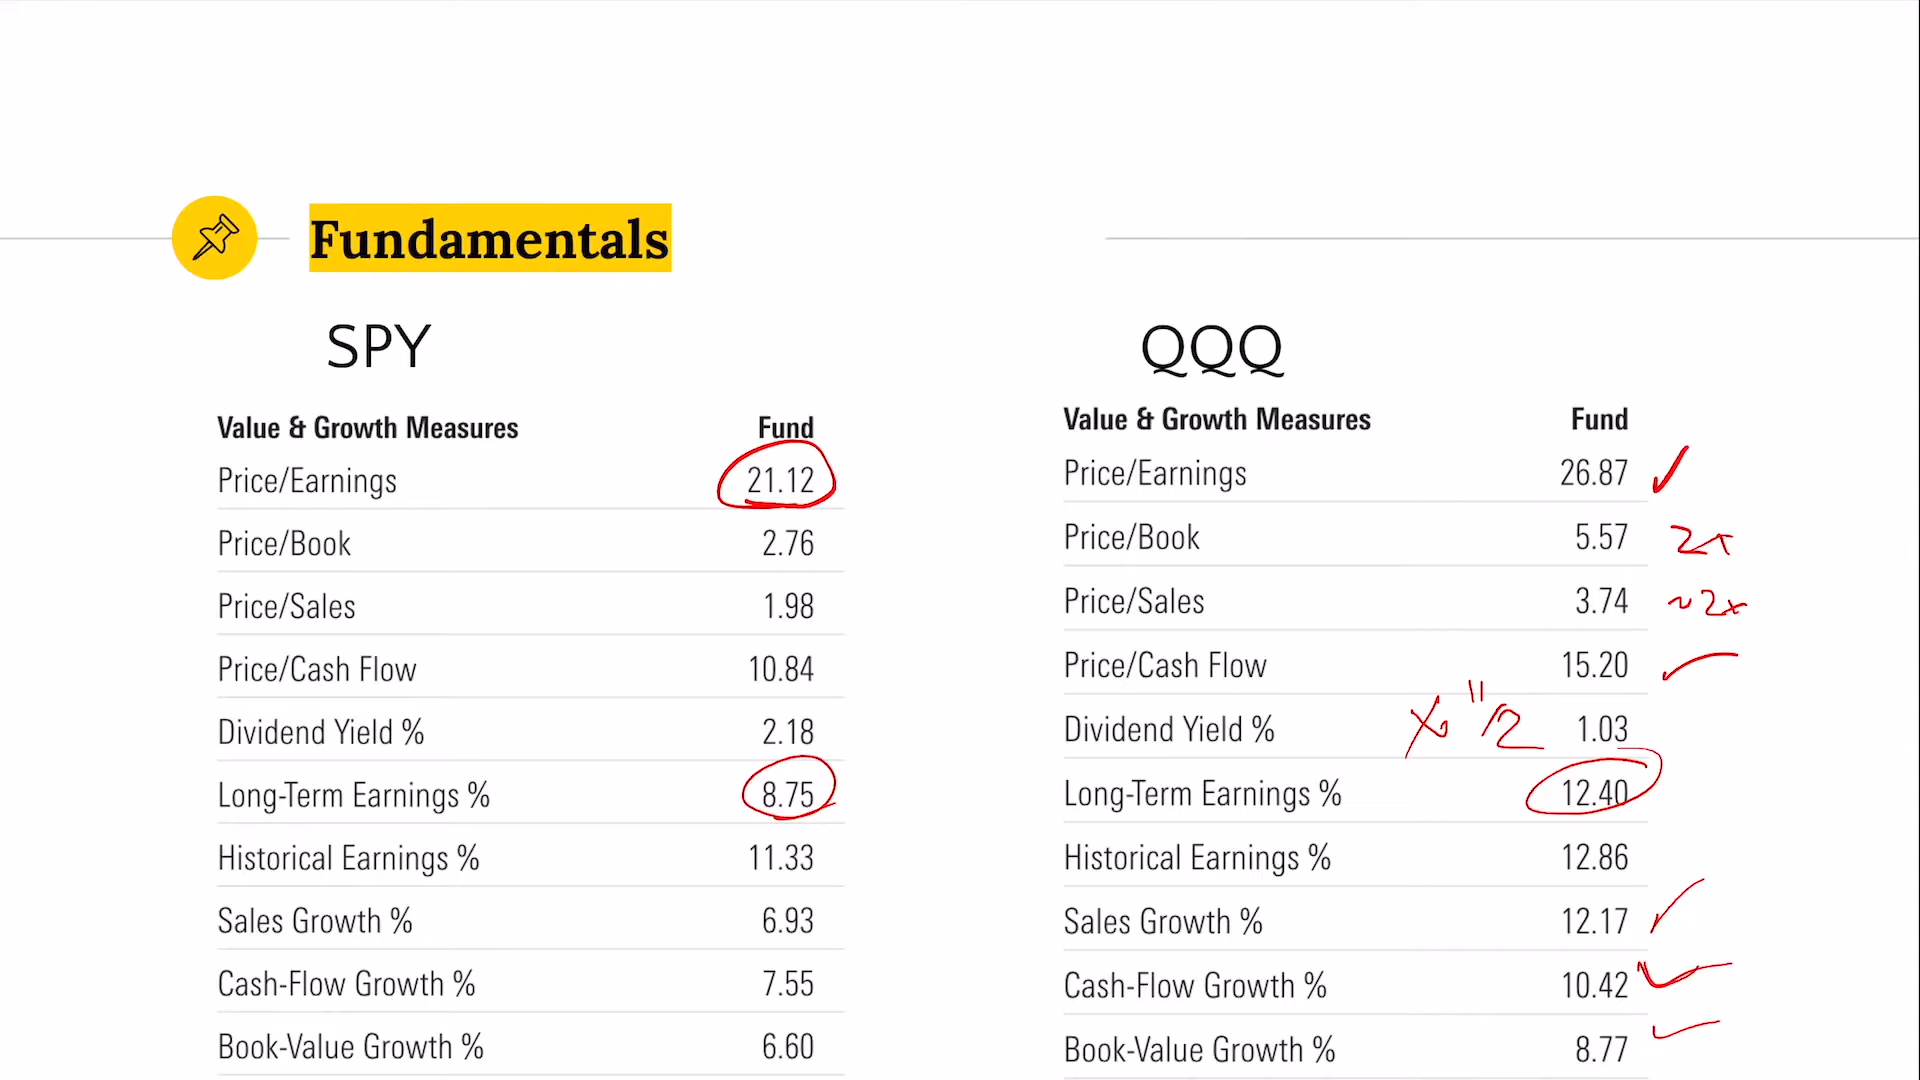 Fundamentals
SPY
Value & Growth Measures Fund
Price/Earnings 21.12
Price/Book 2.76
Price/Sales 1.98
Price/Cash Flow 10.84
Dividend Yield % 2.18
Long-Term Earnings % 8.75
Historical Earnings % 11.33
Sales Growth % 6.93
Cash-Flow Growth % 7.55
Book-Value Growth % 6.60
QQQ
Value & Growth Measures Fund
Price/Earnings 26.87
Price/Book 5.57 2x
Price/Sales 3.74 ~2x
Price/Cash Flow 15.20
Dividend Yield % 1.03
Long-Term Earnings % 12.40
Historical Earnings % 12.86
Sales Growth % 12.17
Cash-Flow Growth % 10.42
Book-Value Growth % 8.77